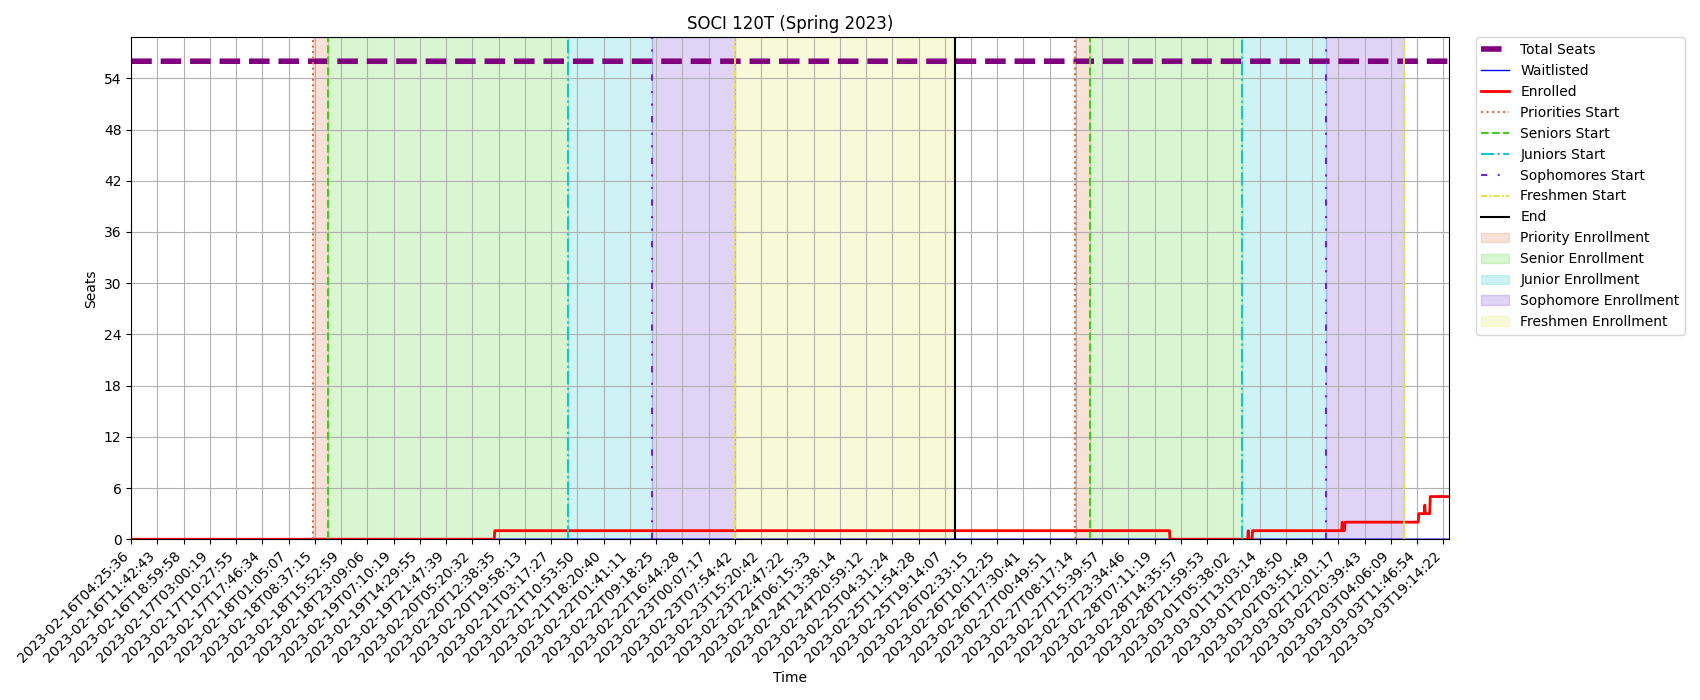 SOCI 120T (Spring 2023)
Seats
54
48
42
36
30
24
18
12
6
0
2023-02-16T04:25:36
2023-02-16T11:42:43
2023-02-16T18:59:58
2023-02-17T03:00:19
2023-02-17T10:27:55
2023-02-17T17:46:34
2023-02-18T01:05:07
2023-02-18T08:37:15
2023-02-18T15:52:59
2023-02-18T23:09:06
2023-02-19T07:10:19
2023-02-19T14:29:55
2023-02-19T21:47:39
2023-02-20T05:20:32
2023-02-20T12:38:35
2023-02-20T19:58:13
2023-02-21T03:17:27
2023-02-21T10:53:50
2023-02-21T18:20:40
2023-02-22T01:41:11
2023-02-22T09:18:25
2023-02-22T16:44:28
2023-02-23T00:07:17
2023-02-23T07:54:42
2023-02-23T15:20:42
2023-02-23T22:47:22
2023-02-24T06:15:33
2023-02-24T13:38:14
2023-02-24T20:59:12
2023-02-25T04:31:24
2023-02-25T11:54:28
2023-02-25T19:14:07
2023-02-26T02:33:15
2023-02-26T10:12:25
2023-02-26T17:30:41
2023-02-27T00:49:51
2023-02-27T08:17:14
2023-02-27T15:39:57
2023-02-27T23:34:46
2023-02-28T07:11:19
2023-02-28T14:35:57
2023-02-28T21:59:53
2023-03-01T05:38:02
2023-03-01T13:03:14
2023-03-01T20:28:50
2023-03-02T03:51:49
2023-03-02T12:01:17
2023-03-02T20:39:43
2023-03-03T04:06:09
2023-03-03T11:46:54
2023-03-03T19:14:22
Time
Total Seats
Waitlisted
Enrolled
Priorities Start
Seniors Start
Juniors Start
Sophomores Start
Freshmen Start
End
Priority Enrollment
Senior Enrollment
Junior Enrollment
Sophomore Enrollment
Freshmen Enrollment